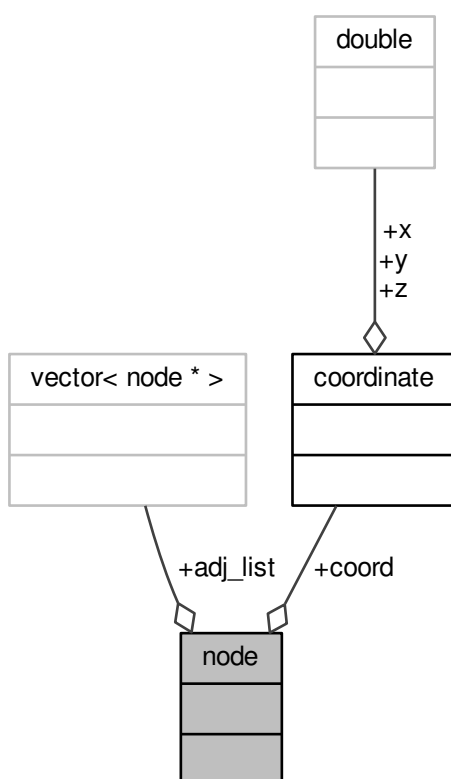 double
+x
+y
+z
vector< node * >
coordinate
+adj_list
+coord
node